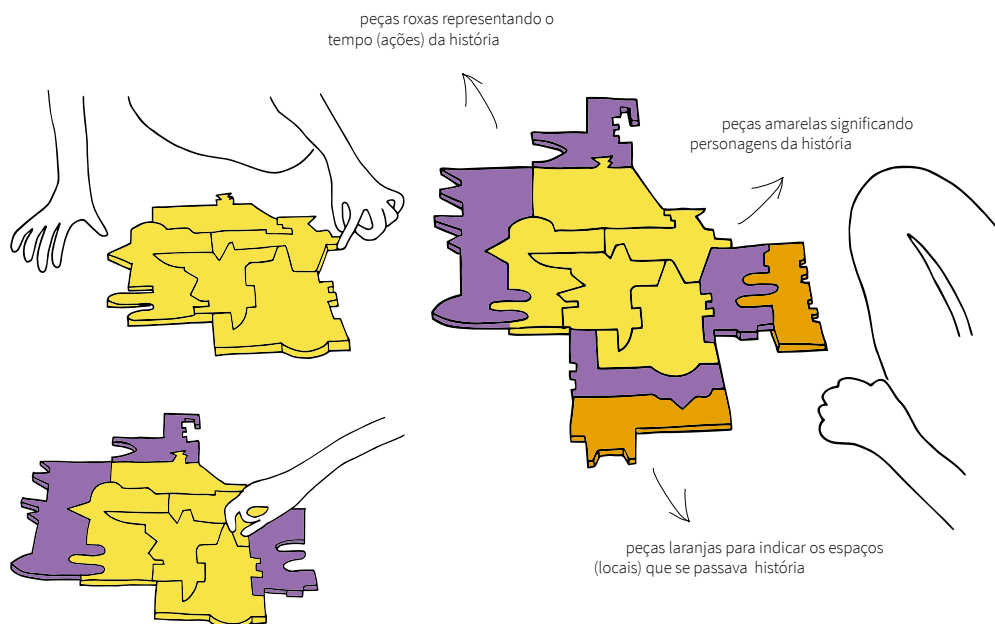 peças roxas representando o
tempo (ações) da história
peças amarelas significando
personagens da história
peças laranjas para indicar os espaços
(locais) que se passava  história